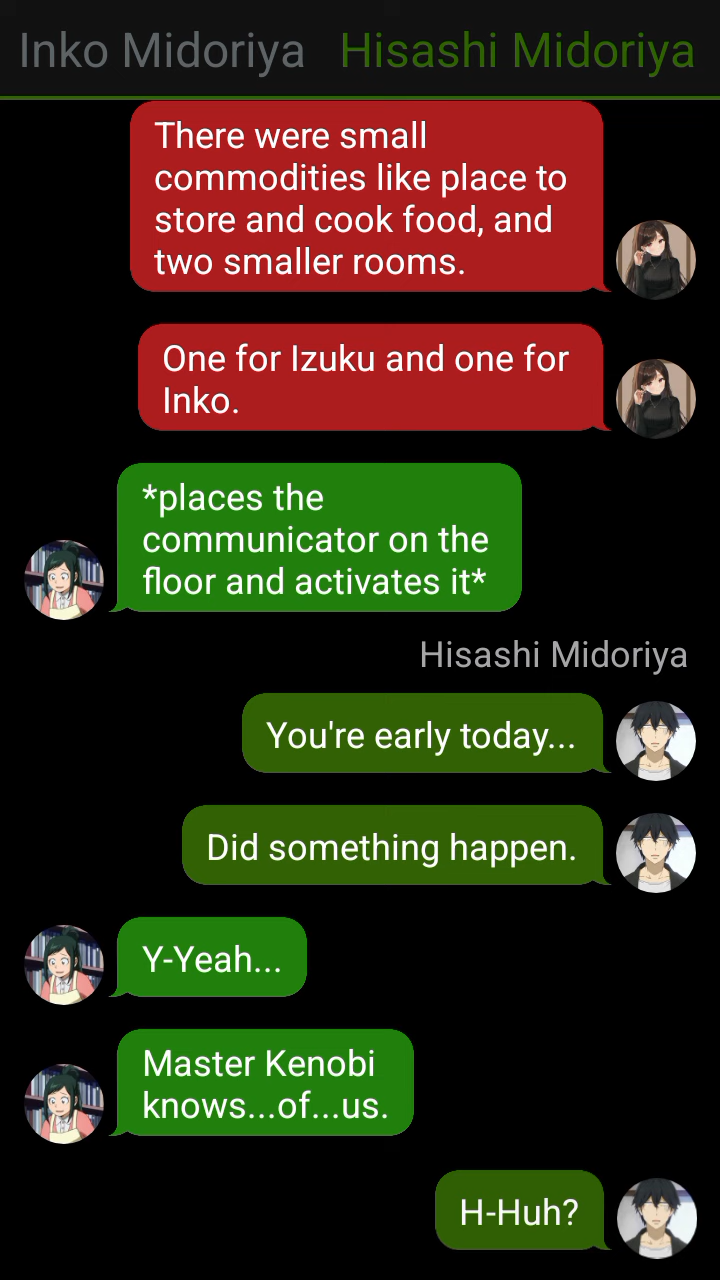 Inko Midoriya Hisashi Midoriya
There were small
commodities like place to
store and cook food, and
two smaller rooms.
One for Izuku and one for
Inko.
*places the
communicator on the
floor and activates it*
Hisashi Midoriya
You're early today...
Did something happen.
Y-Yeah...
Master Kenobi
knows...of...us.
H-Huh?